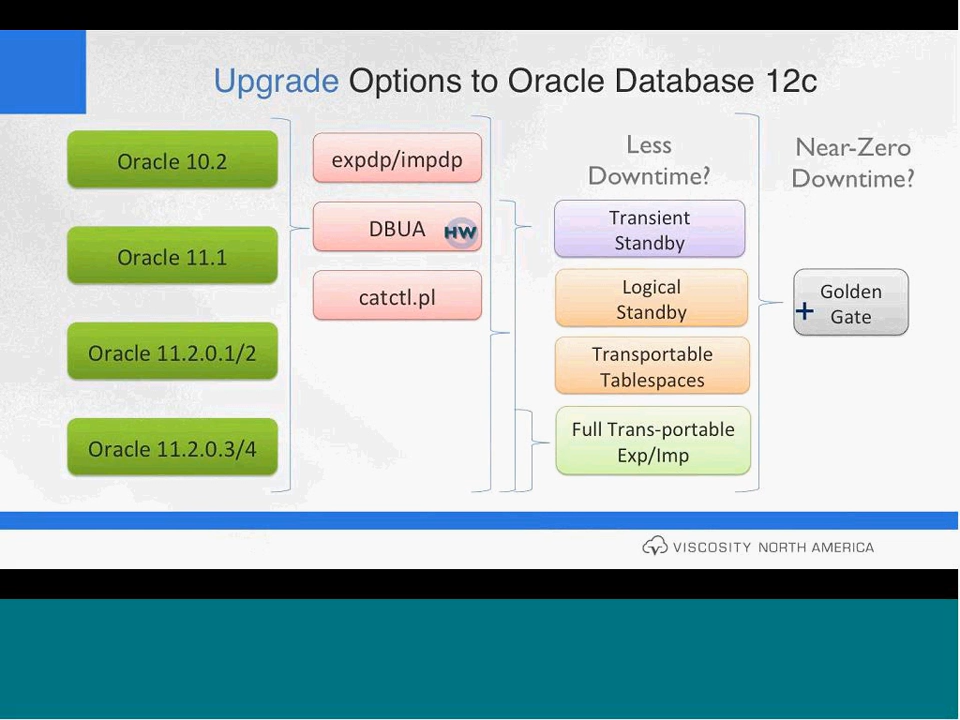 Upgrade Options to Oracle Database 12c
Oracle 10.2
Oracle 11.1
Oracle 11.2.0.1/2
Oracle 11.2.0.3/4
expdp/impdp
DBUA
HW
catctl.pl
Less
Downtime?
Transient
Standby
Logical
Standby
Transportable
Tablespaces
Full Trans-portable
Exp/Imp
Near-Zero
Downtime?
+
Golden
Gate
VISCOSITY NORTH AMERICA